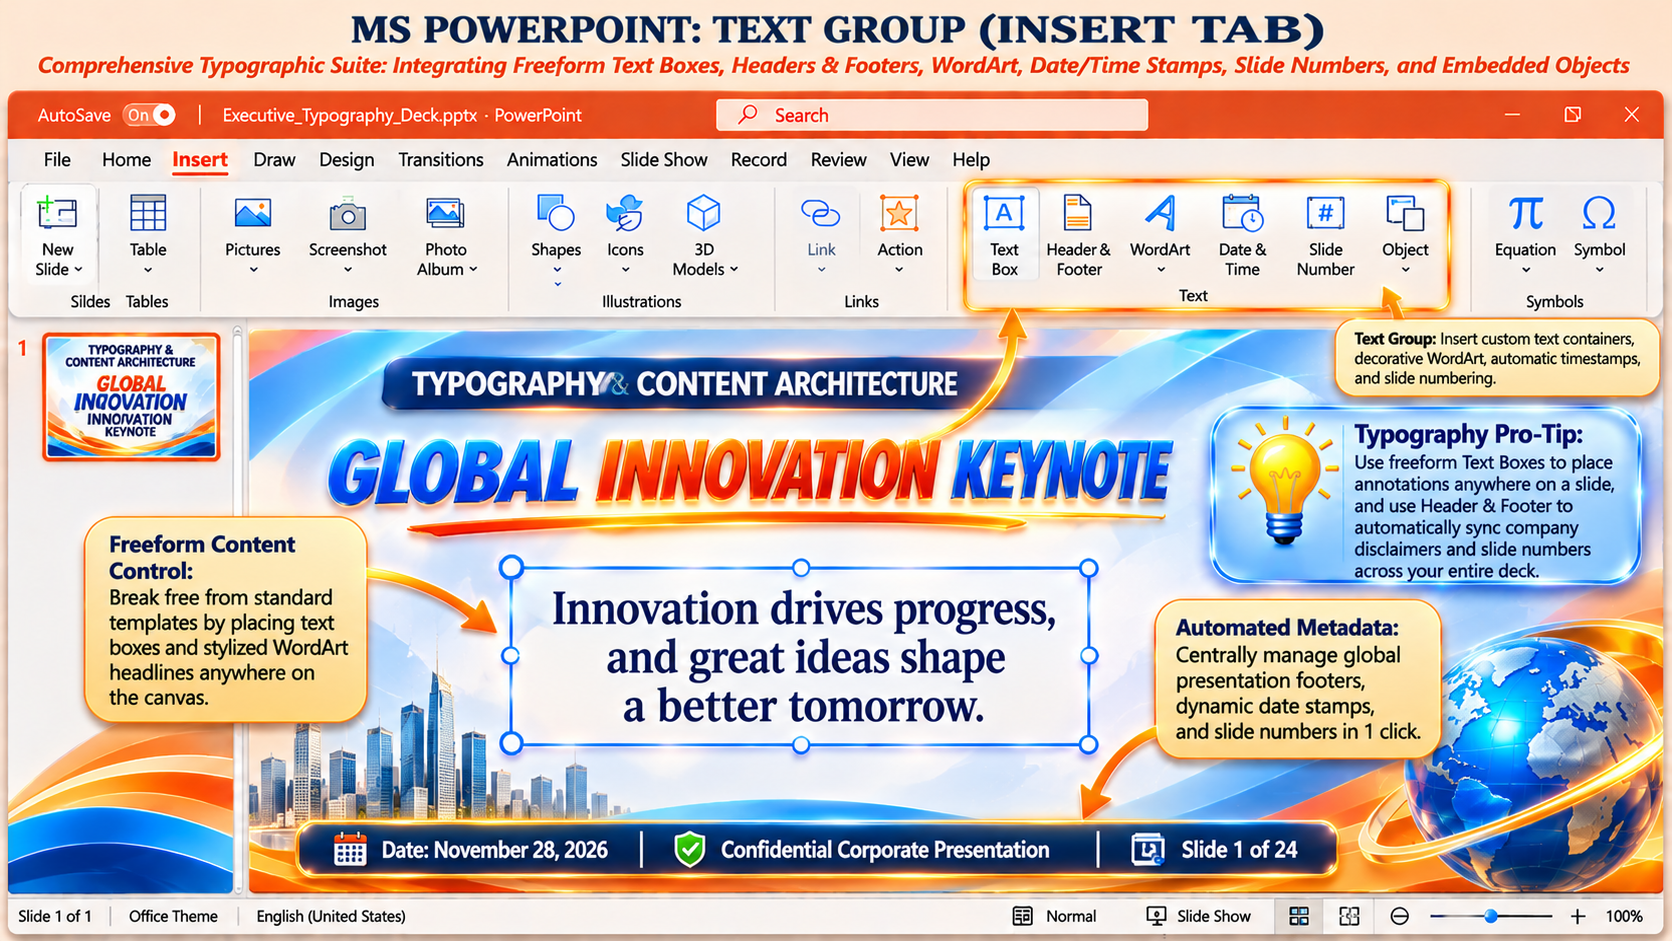 MS POWERPOINT: TEXT GROUP (INSERT TAB)
Comprehensive Typographic Suite: Integrating Freeform Text Boxes, Headers & Footers, WordArt, Date/Time Stamps, Slide Numbers, and Embedded Objects
AutoSave On Executive_Typography_Deck.pptx · PowerPoint Search
File Home Insert Draw Design Transitions Animations Slide Show Record Review View Help
New Slide
Table
Pictures
Screenshot
Photo Album
Shapes
Icons
3D Models
Link
Action
A
Text Box
Header & Footer
WordArt
Date & Time
#
Slide Number
Object
π
Equation
Ω
Symbol
Sildes Tables Images Illustrations Links Text Symbols
1
TYPOGRAPHY &
CONTENT ARCHITECTURE
GLOBAL
INQOVATION
INNOIVATION
KEYNOTE
Text Group: Insert custom text containers,
decorative WordArt, automatic timestamps,
and slide numbering.
TYPOGRAPHY & CONTENT ARCHITECTURE
GLOBAL INNOVATION KEYNOTE
Typography Pro-Tip:
Use freeform Text Boxes to place
annotations anywhere on a slide,
and use Header & Footer to
automatically sync company
disclaimers and slide numbers
across your entire deck.
Freeform Content
Control:
Break free from standard
templates by placing text
boxes and stylized WordArt
headlines anywhere on
the canvas.
Innovation drives progress,
and great ideas shape
a better tomorrow.
Automated Metadata:
Centrally manage global
presentation footers,
dynamic date stamps,
and slide numbers in 1 click.
Date: November 28, 2026 Confidential Corporate Presentation Slide 1 of 24
Slide 1 of 1 Office Theme English (United States) Normal Slide Show 100%